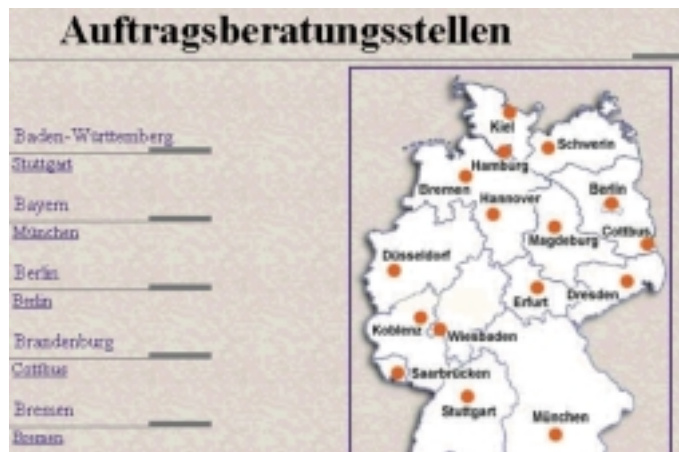 Auftragsberatungsstellen
Baden-Württemberg
Stuttgart
Bayern
München
Berlin
Berlin
Brandenburg
Cottbus
Bremen
Bremen
Kiel
Schwerin
Hamburg
Bremen
Hannover
Berlin
Magdeburg
Cottbus
Düsseldorf
Erfurt
Dresden
Koblenz
Wiesbaden
Saarbrücken
Stuttgart
München